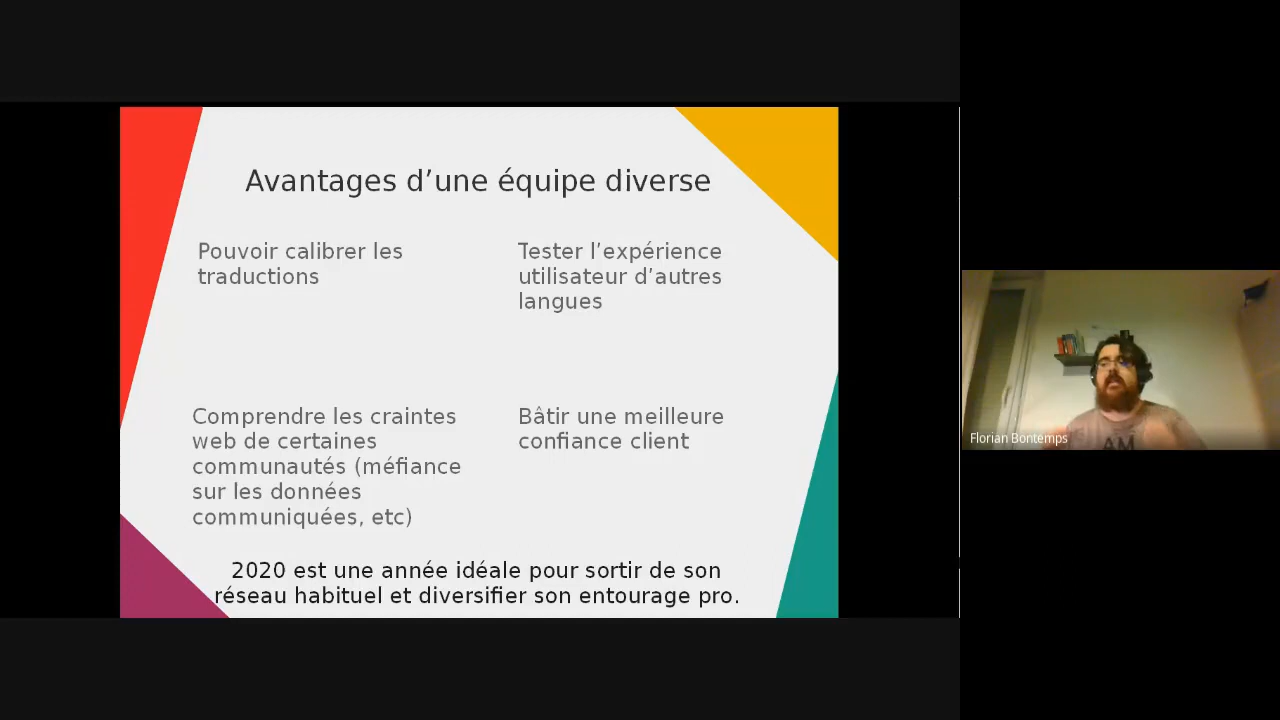 Avantages d’une équipe diverse
Pouvoir calibrer les
traductions
Tester l’expérience
utilisateur d’autres
langues
Comprendre les craintes
web de certaines
communautés (méfiance
sur les données
communiquées, etc)
Bâtir une meilleure
confiance client
2020 est une année idéale pour sortir de son
réseau habituel et diversifier son entourage pro.
Florian Bontemps
AM